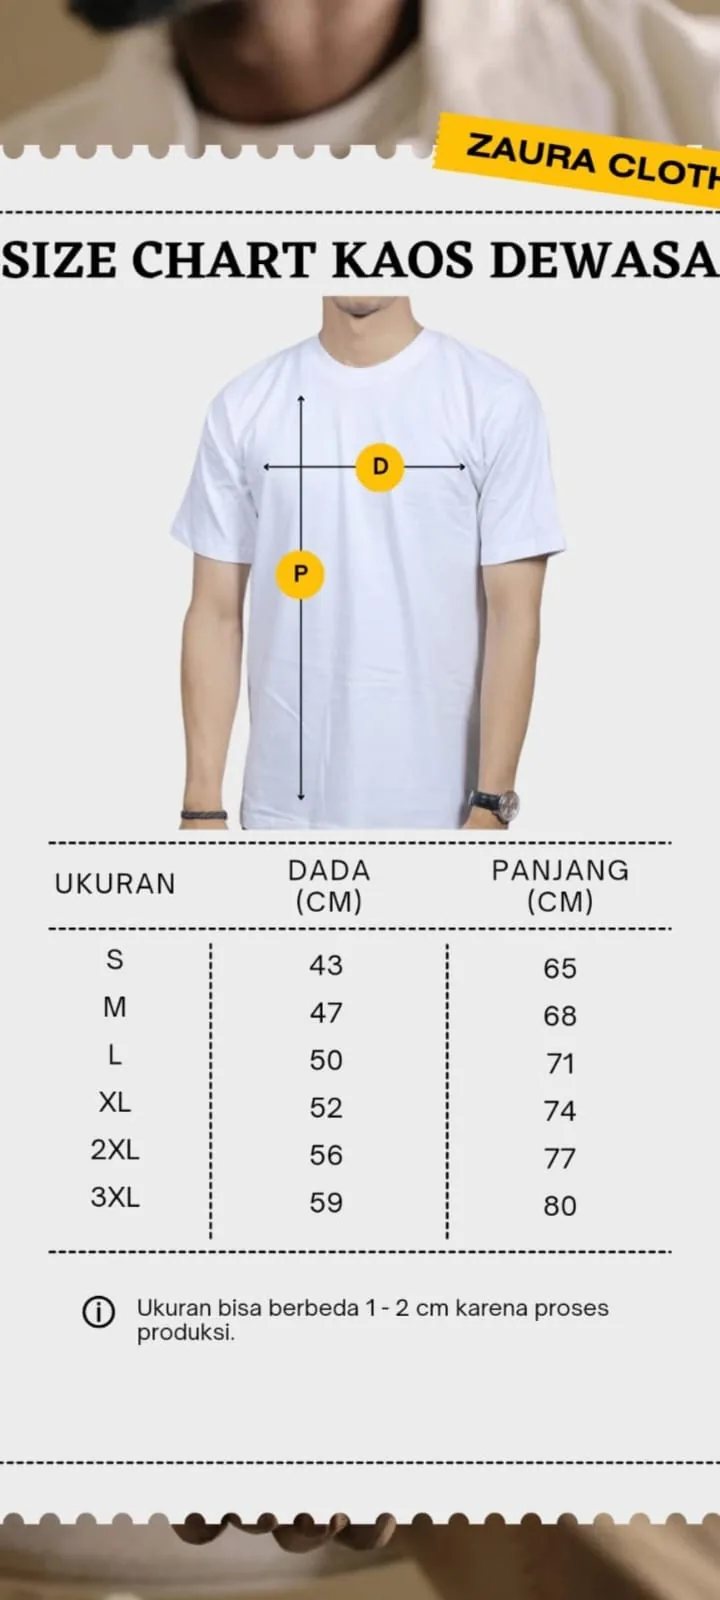 ZAURA CLOTH
SIZE CHART KAOS DEWASA
D
P
UKURAN DADA (CM) PANJANG (CM)
S 43 65
M 47 68
L 50 71
XL 52 74
2XL 56 77
3XL 59 80
Ukuran bisa berbeda 1 - 2 cm karena proses
produksi.